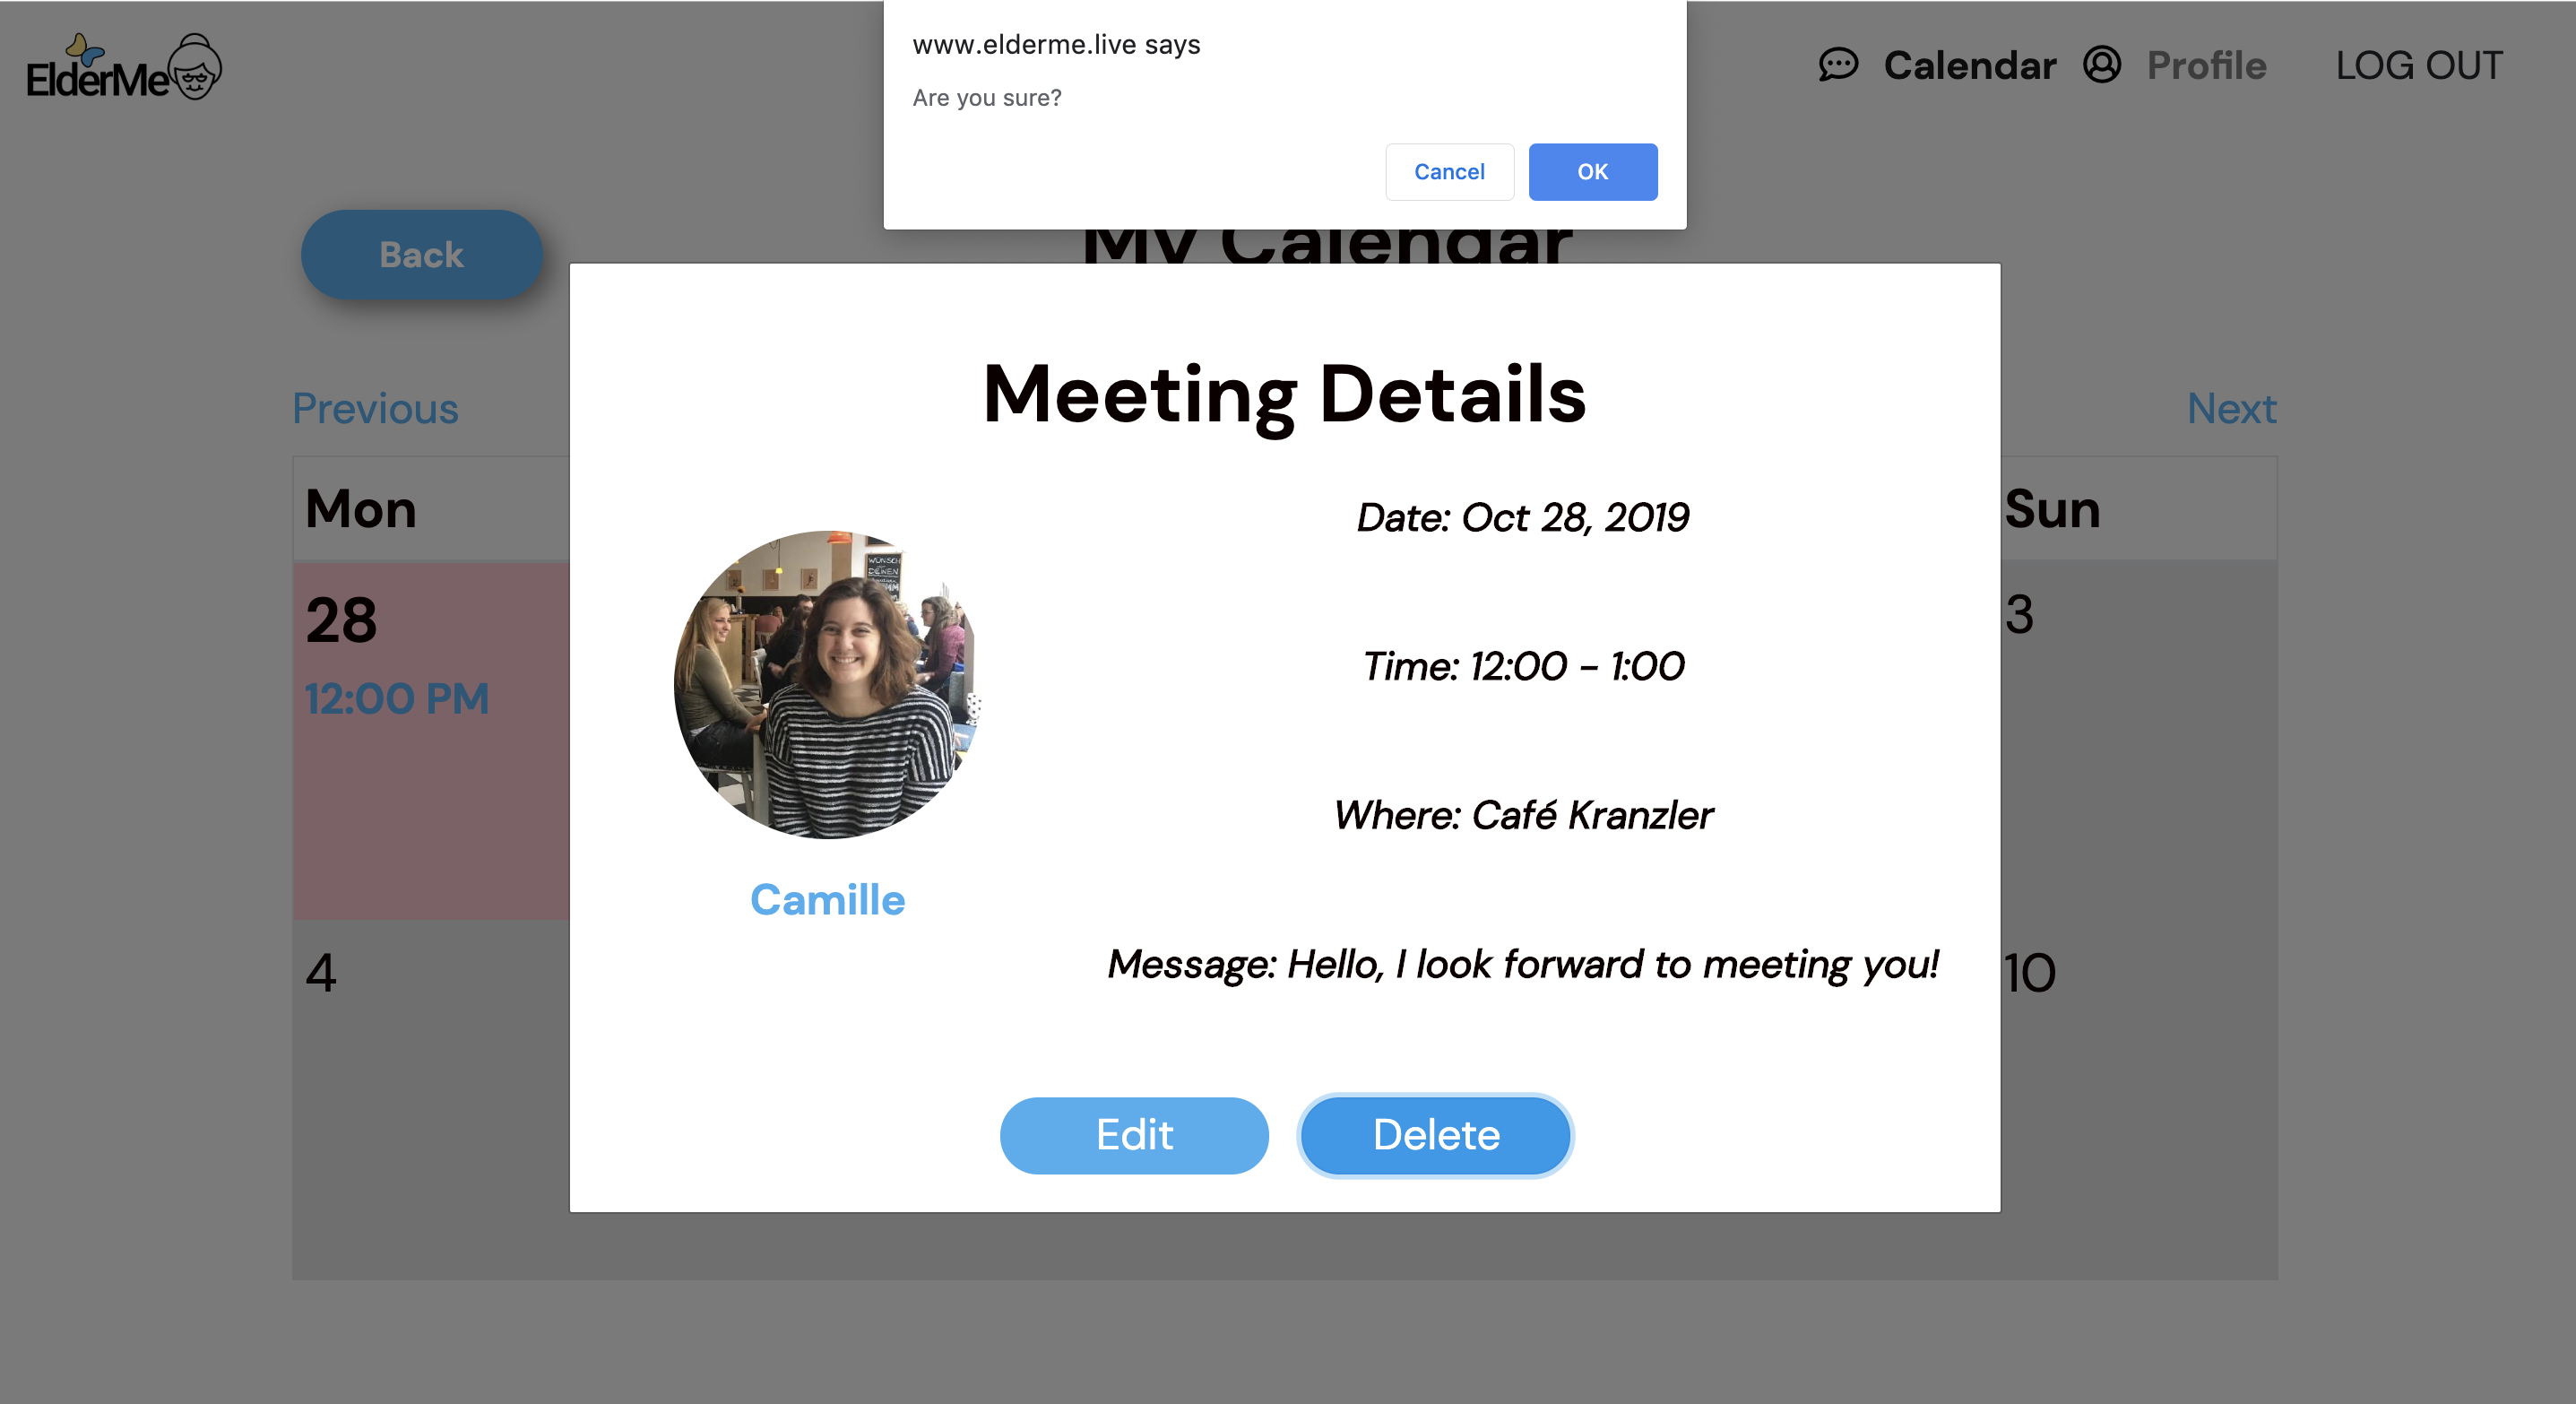 www.elderme.live says
Are you sure?
Cancel
OK
ElderMe
Calendar
Profile
LOG OUT
Back
My Calendar
Previous
Next
Mon
Sun
28
12:00 PM
3
4
10
Meeting Details
WUNSCH
DEINEN
Camille
Date: Oct 28, 2019
Time: 12:00 - 1:00
Where: Café Kranzler
Message: Hello, I look forward to meeting you!
Edit
Delete